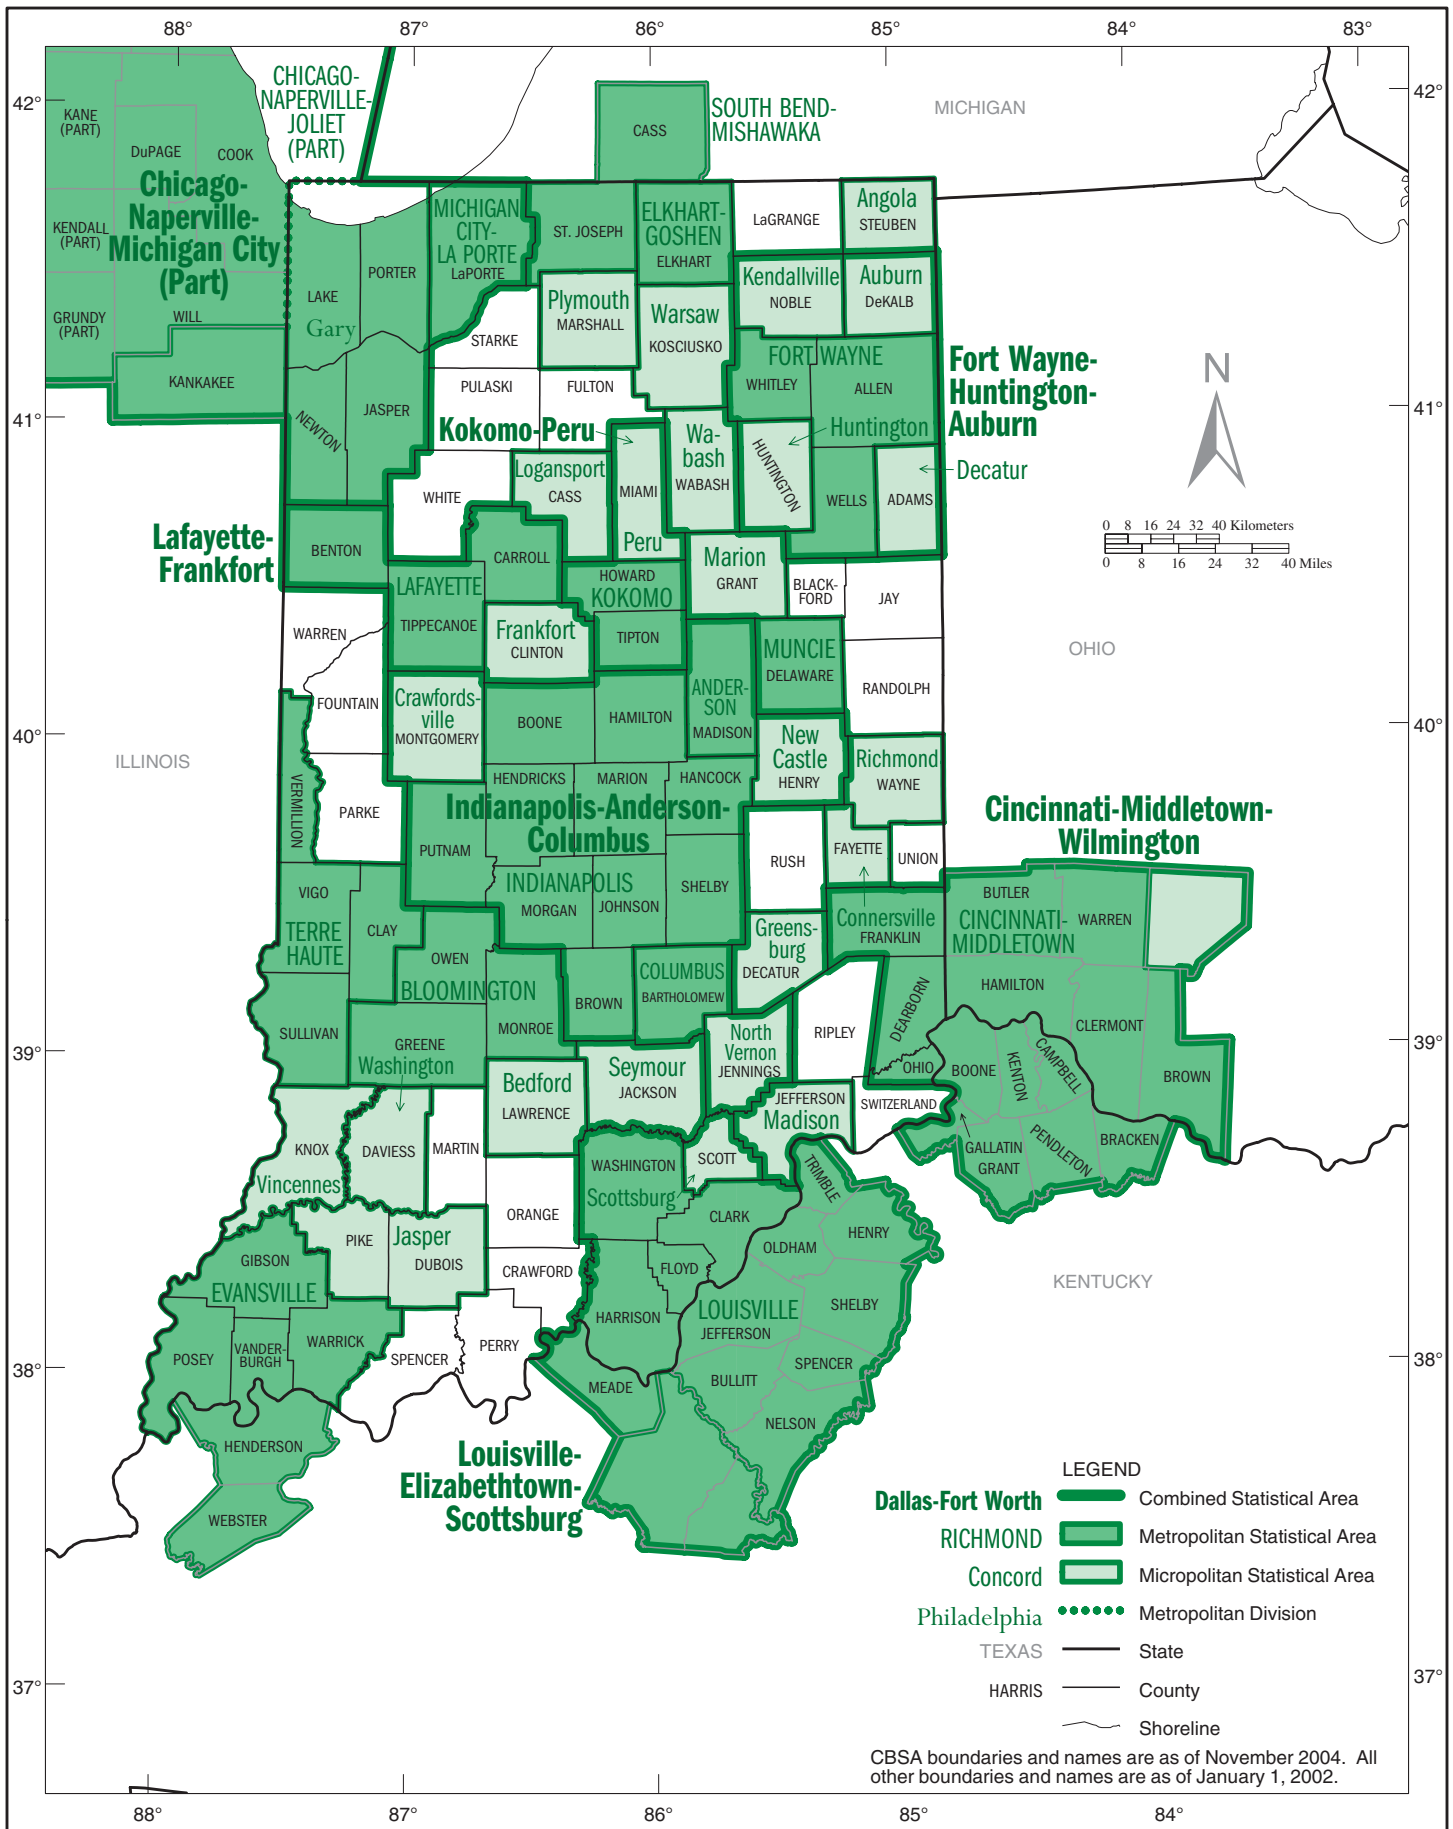 88°
87°
86°
85°
84°
83°
42°
42°
CHICAGO-
NAPERVILLE-
JOLIET
(PART)
SOUTH BEND-
MISHAWAKA
MICHIGAN
KANE
(PART)
DuPAGE
COOK
CASS
Chicago-
Naperville-
Michigan City
(Part)
KENDALL
(PART)
GRUNDY
(PART)
WILL
KANKAKEE
LAKE
Gary
PORTER
MICHIGAN
CITY-
LA PORTE
LaPORTE
ST. JOSEPH
ELKHART-
GOSHEN
ELKHART
LaGRANGE
Angola
STEUBEN
Kendallville
NOBLE
Auburn
DeKALB
Plymouth
MARSHALL
Warsaw
KOSCIUSKO
STARKE
PULASKI
FULTON
FORT WAYNE
WHITLEY
ALLEN
Fort Wayne-
Huntington-
Auburn
N
41°
41°
NEWTON
JASPER
Kokomo-Peru
Wa-
bash
WABASH
Huntington
HUNTINGTON
Logansport
CASS
MIAMI
Peru
WHITE
WELLS
ADAMS
Decatur
0 8 16 24 32 40 Kilometers
0 8 16 24 32 40 Miles
Lafayette-
Frankfort
BENTON
CARROLL
LAFAYETTE
TIPPECANOE
HOWARD
KOKOMO
TIPTON
Marion
GRANT
BLACK-
FORD
JAY
WARREN
Frankfort
CLINTON
MUNCIE
DELAWARE
OHIO
RANDOLPH
FOUNTAIN
Crawfords-
ville
MONTGOMERY
BOONE
HAMILTON
ANDER-
SON
MADISON
40°
40°
ILLINOIS
New
Castle
HENRY
Richmond
WAYNE
VERMILLION
PARKE
HENDRICKS
MARION
HANCOCK
Indianapolis-Anderson-
Columbus
Cincinnati-Middletown-
Wilmington
PUTNAM
RUSH
FAYETTE
UNION
VIGO
INDIANAPOLIS
MORGAN
JOHNSON
SHELBY
Connersville
FRANKLIN
BUTLER
CINCINNATI-
MIDDLETOWN
WARREN
TERRE
HAUTE
CLAY
OWEN
BLOOMINGTON
Greens-
burg
DECATUR
COLUMBUS
BARTHOLOMEW
BROWN
HAMILTON
CLERMONT
SULLIVAN
GREENE
MONROE
DEARBORN
RIPLEY
North
Vernon
JENNINGS
39°
39°
Washington
Bedford
LAWRENCE
Seymour
JACKSON
OHIO
BOONE
KENTON
CAMPBELL
BROWN
JEFFERSON
Madison
SWITZERLAND
KNOX
DAVIESS
MARTIN
Vincennes
WASHINGTON
Scottsburg
SCOTT
TRIMBLE
GALLATIN
GRANT
PENDLETON
BRACKEN
ORANGE
CLARK
OLDHAM
HENRY
PIKE
Jasper
DUBOIS
CRAWFORD
FLOYD
GIBSON
EVANSVILLE
KENTUCKY
HARRISON
LOUISVILLE
JEFFERSON
SHELBY
POSEY
VANDER-
BURGH
WARRICK
SPENCER
PERRY
38°
38°
MEADE
BULLITT
SPENCER
NELSON
HENDERSON
WEBSTER
Louisville-
Elizabethtown-
Scottsburg
LEGEND
Dallas-Fort Worth Combined Statistical Area
RICHMOND Metropolitan Statistical Area
Concord Micropolitan Statistical Area
Philadelphia Metropolitan Division
TEXAS State
HARRIS County
Shoreline
37°
37°
CBSA boundaries and names are as of November 2004. All
other boundaries and names are as of January 1, 2002.
88°
87°
86°
85°
84°